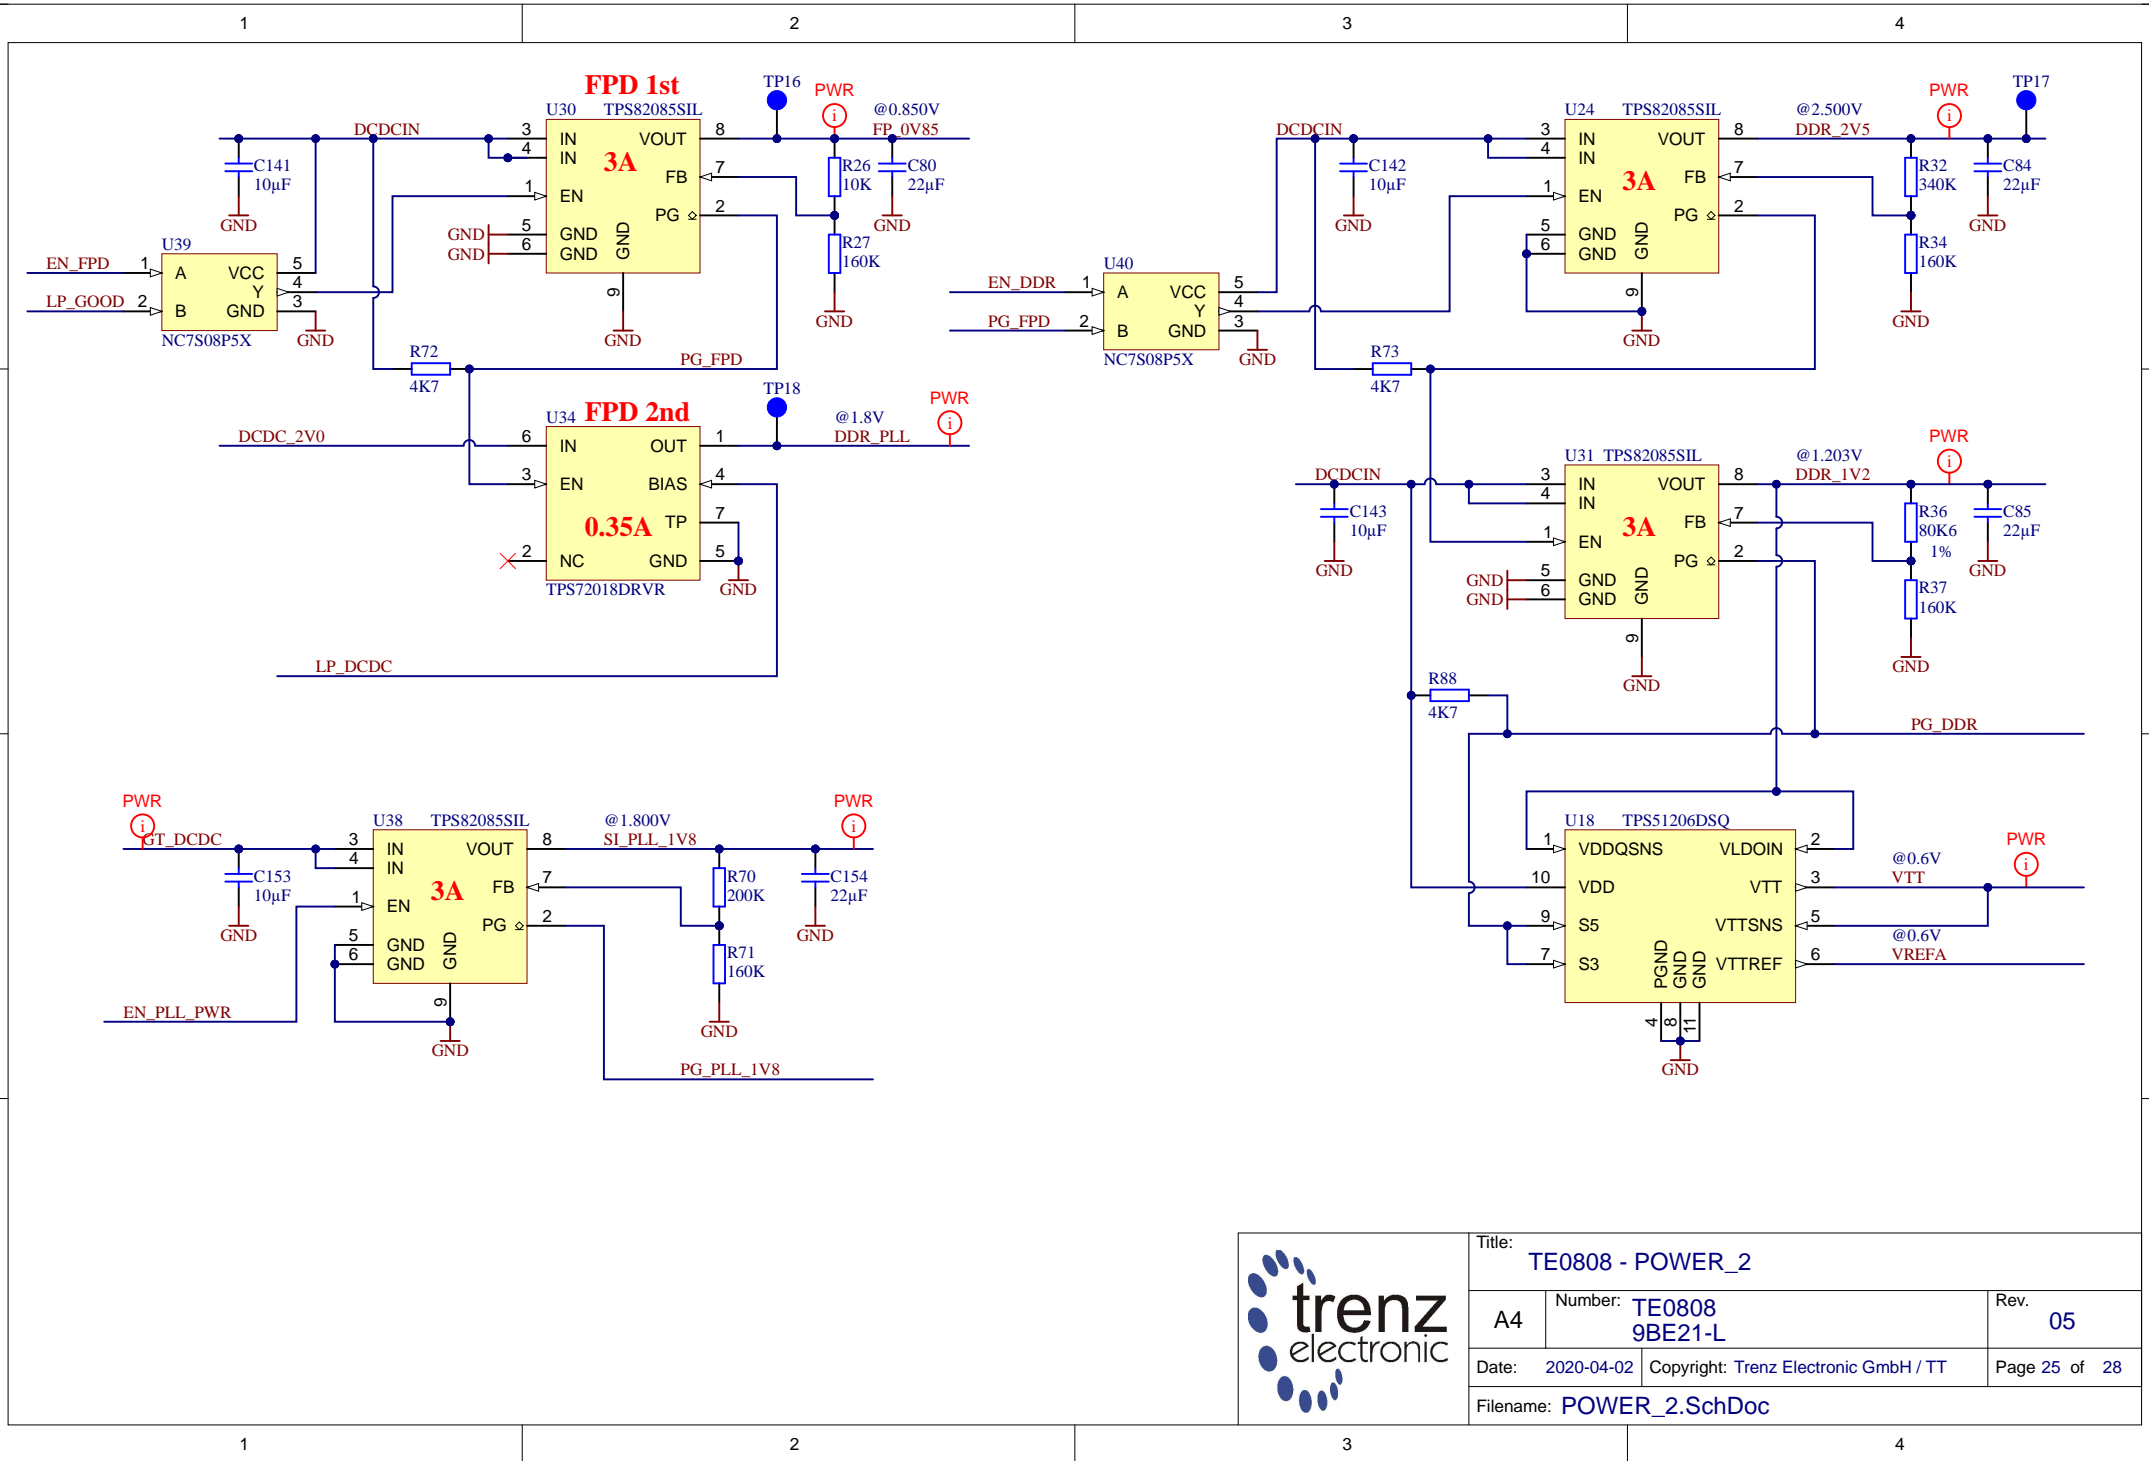 1 2 3 4
FPD 1st
U30 TPS82085SIL
TP16
PWR
i
@0.850V
FP_0V85
DCDCIN
3 IN VOUT 8
4 IN
3A
FB 7
1 EN
PG 2
5 GND
6 GND
GND
9
GND
GND
GND
C141
10µF
GND
R26
10K
C80
22µF
GND
R27
160K
GND
U39
EN_FPD 1 A VCC 5
Y 4
LP_GOOD 2 B GND 3
NC7S08P5X
GND
R72
4K7
PG_FPD
FPD 2nd
U34
TP18
@1.8V
DDR_PLL
PWR
i
DCDC_2V0 6 IN OUT 1
3 EN BIAS 4
0.35A TP 7
2 NC GND 5
TPS72018DRVR
GND
LP_DCDC
PWR
i
GT_DCDC
U38 TPS82085SIL
@1.800V
SI_PLL_1V8
PWR
i
3 IN VOUT 8
4 IN
3A
FB 7
1 EN
PG 2
5 GND
6 GND
GND
9
GND
C153
10µF
GND
R70
200K
C154
22µF
GND
R71
160K
GND
EN_PLL_PWR
PG_PLL_1V8
U24 TPS82085SIL
@2.500V
DDR_2V5
PWR
i
TP17
DCDCIN
3 IN VOUT 8
4 IN
3A
FB 7
1 EN
PG 2
5 GND
6 GND
GND
9
GND
C142
10µF
GND
R32
340K
C84
22µF
GND
R34
160K
GND
U40
EN_DDR 1 A VCC 5
Y 4
PG_FPD 2 B GND 3
NC7S08P5X
GND
R73
4K7
U31 TPS82085SIL
@1.203V
DDR_1V2
PWR
i
DCDCIN
3 IN VOUT 8
4 IN
3A
FB 7
1 EN
PG 2
GND 5 GND
GND 6 GND
GND
9
GND
C143
10µF
GND
R36
80K6
1%
C85
22µF
GND
R37
160K
GND
R88
4K7
PG_DDR
U18 TPS51206DSQ
1 VDDQSNS VLDOIN 2
10 VDD VTT 3
9 S5 VTTSNS 5
7 S3 VTTREF 6
PGND
GND
GND
4
8
11
GND
@0.6V
VTT
PWR
i
@0.6V
VREFA
trenz
electronic
Title:
TE0808 - POWER_2
A4
Number: TE0808
9BE21-L
Rev.
05
Date: 2020-04-02 Copyright: Trenz Electronic GmbH / TT Page 25 of 28
Filename: POWER_2.SchDoc
1 2 3 4